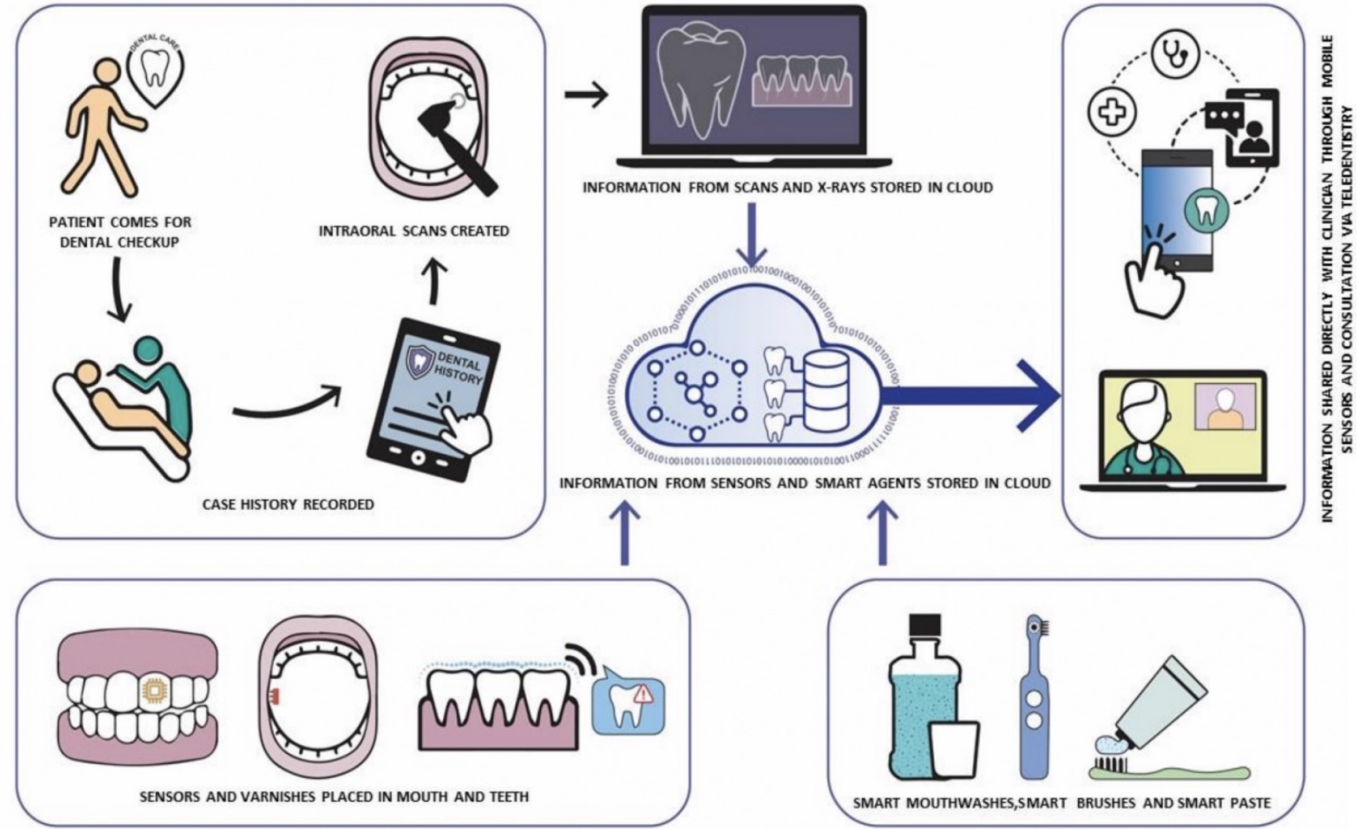 DENTAL CARE
PATIENT COMES FOR
DENTAL CHECKUP
INTRAORAL SCANS CREATED
DENTAL
HISTORY
CASE HISTORY RECORDED
INFORMATION FROM SCANS AND X-RAYS STORED IN CLOUD
INFORMATION FROM SENSORS AND SMART AGENTS STORED IN CLOUD
INFORMATION SHARED DIRECTLY WITH CLINICIAN THROUGH MOBILE
SENSORS AND CONSULTATION VIA TELEDENTISTRY
SENSORS AND VARNISHES PLACED IN MOUTH AND TEETH
SMART MOUTHWASHES,SMART BRUSHES AND SMART PASTE